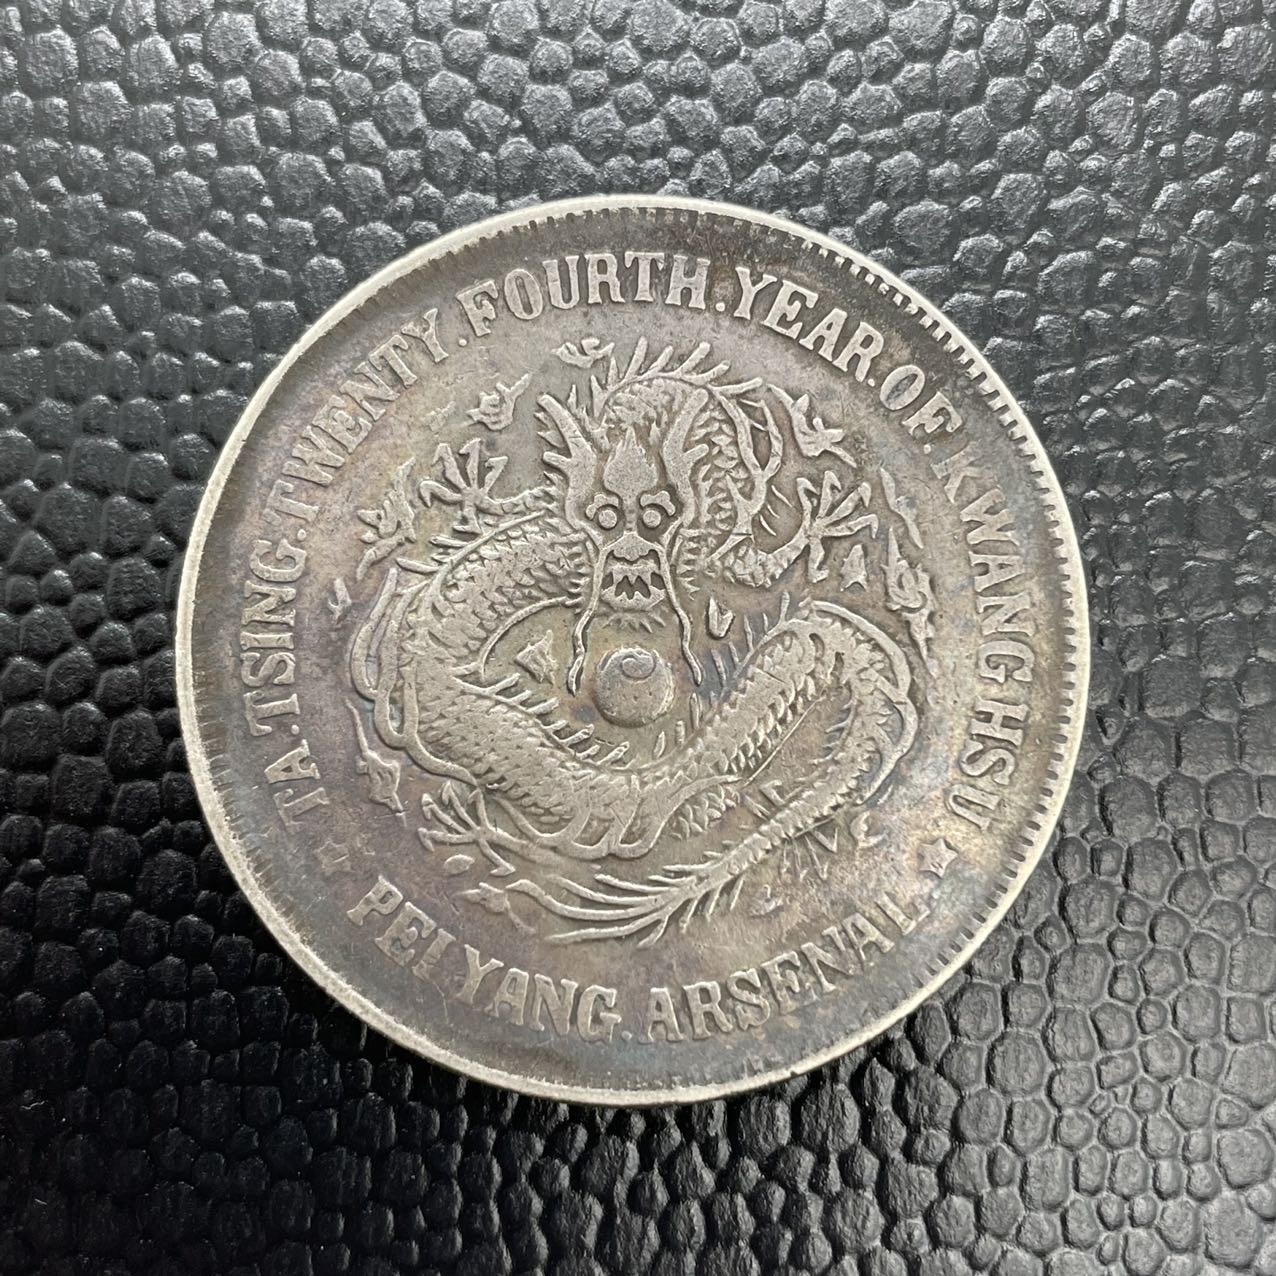 TA.TSING.TWENTY.FOURTH.YEAR.OF.KWANG HSU
PEI YANG.ARSENAL.